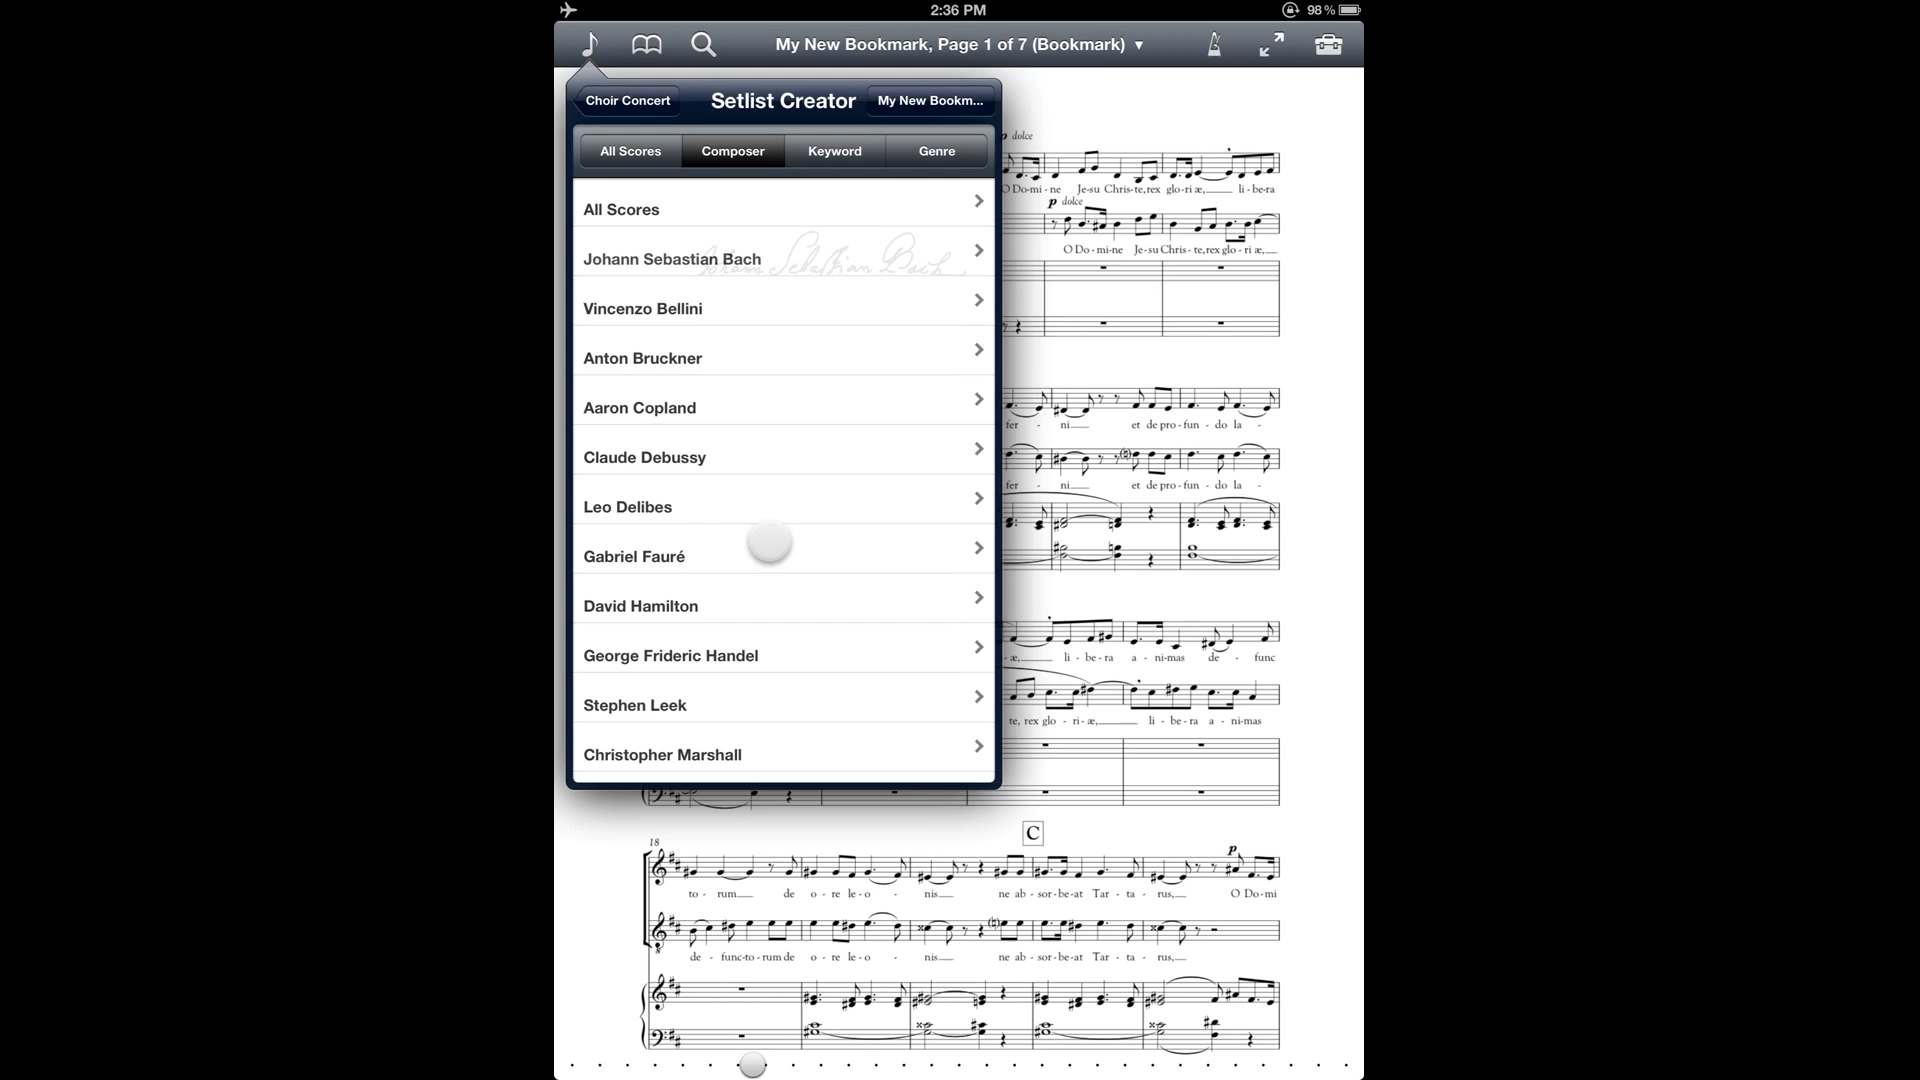 2:36 PM
98 %
My New Bookmark, Page 1 of 7 (Bookmark) ▼
Choir Concert
Setlist Creator
My New Bookm...
All Scores
Composer
Keyword
Genre
All Scores
Johann Sebastian Bach
Johann Sebastian Bach
Vincenzo Bellini
Anton Bruckner
Aaron Copland
Claude Debussy
Leo Delibes
Gabriel Fauré
David Hamilton
George Frideric Handel
Stephen Leek
Christopher Marshall
p dolce
O Do-mi - ne Je-su Chris-te, rex glo-ri æ, li - be-ra
p dolce
O Do - mi-ne Je-su Chris-te, rex glo - ri æ,
fer - ni et de pro - fun - do la -
fer - ni et de pro - fun - do la -
- æ, li - be - ra a - ni-mas de - func
te, rex glo - ri - æ, li - be - ra a - ni-mas
C
18
p
to - rum de o - re le - o - nis ne ab - sor-be-at Tar - ta - rus, O Do-mi
de - func-to-rum de o - re le - o - nis ne ab - sor-be-at Tar - ta - rus,
8